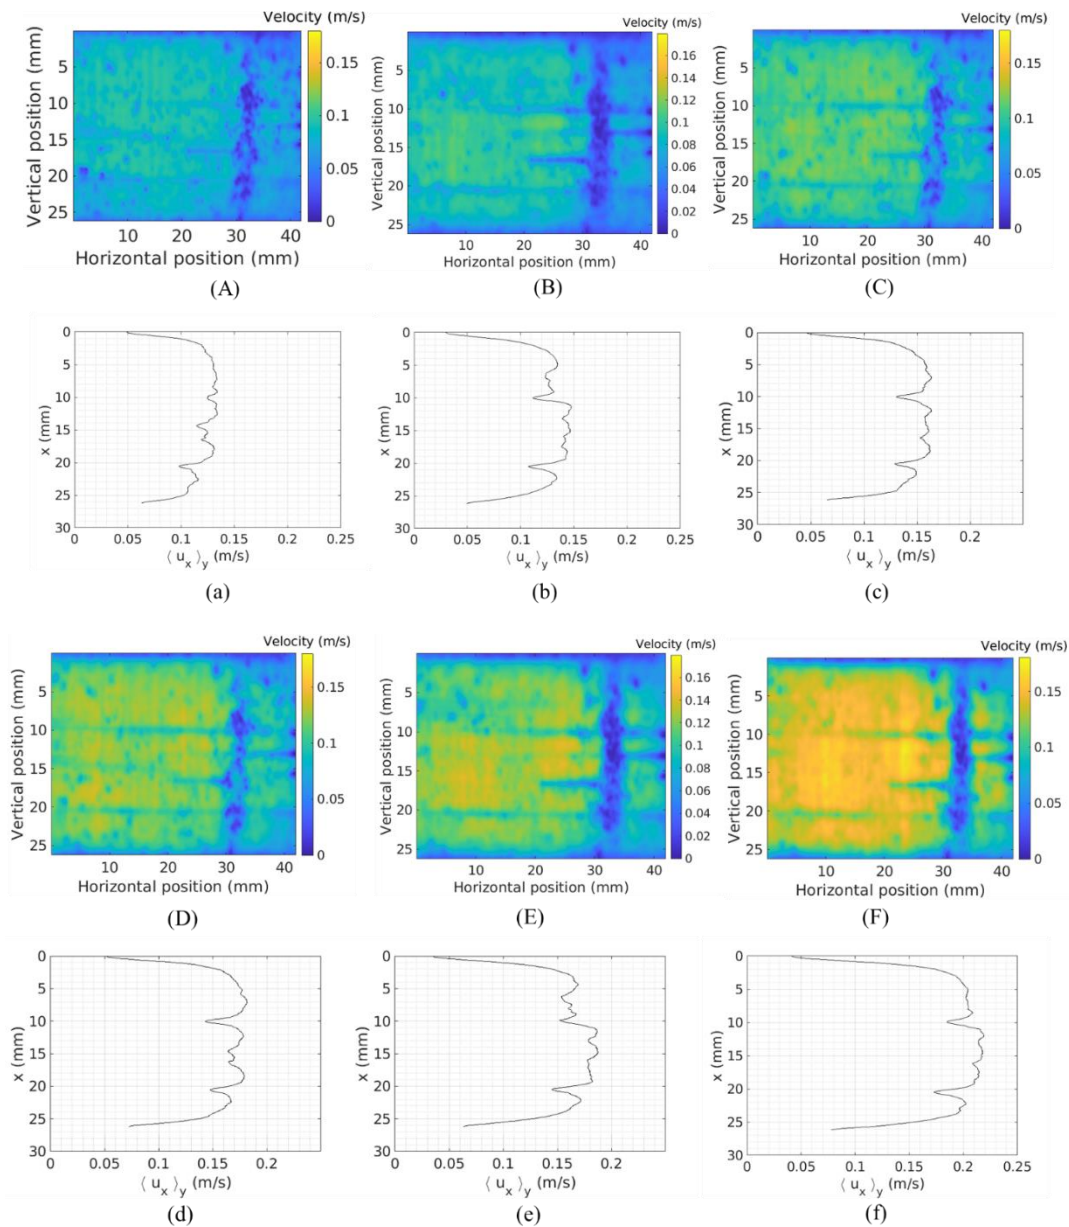 Velocity (m/s)
Vertical position (mm)
5
10
15
20
25
10 20 30 40
Horizontal position (mm)
0.15
0.1
0.05
0
(A)
Velocity (m/s)
Vertical position (mm)
5
10
15
20
25
10 20 30 40
Horizontal position (mm)
0.16
0.14
0.12
0.1
0.08
0.06
0.04
0.02
0
(B)
Velocity (m/s)
Vertical position (mm)
5
10
15
20
25
10 20 30 40
Horizontal position (mm)
0.15
0.1
0.05
0
(C)
x (mm)
0
5
10
15
20
25
30
0 0.05 0.1 0.15 0.2 0.25
⟨ u_x ⟩_y (m/s)
(a)
x (mm)
0
5
10
15
20
25
30
0 0.05 0.1 0.15 0.2 0.25
⟨ u_x ⟩_y (m/s)
(b)
x (mm)
0
5
10
15
20
25
30
0 0.05 0.1 0.15 0.2
⟨ u_x ⟩_y (m/s)
(c)
Velocity (m/s)
Vertical position (mm)
5
10
15
20
25
10 20 30 40
Horizontal position (mm)
0.15
0.1
0.05
0
(D)
Velocity (m/s)
Vertical position (mm)
5
10
15
20
25
10 20 30 40
Horizontal position (mm)
0.16
0.14
0.12
0.1
0.08
0.06
0.04
0.02
0
(E)
Velocity (m/s)
Vertical position (mm)
5
10
15
20
25
10 20 30 40
Horizontal position (mm)
0.15
0.1
0.05
0
(F)
x (mm)
0
5
10
15
20
25
30
0 0.05 0.1 0.15 0.2
⟨ u_x ⟩_y (m/s)
(d)
x (mm)
0
5
10
15
20
25
30
0 0.05 0.1 0.15 0.2
⟨ u_x ⟩_y (m/s)
(e)
x (mm)
0
5
10
15
20
25
30
0 0.05 0.1 0.15 0.2 0.25
⟨ u_x ⟩_y (m/s)
(f)